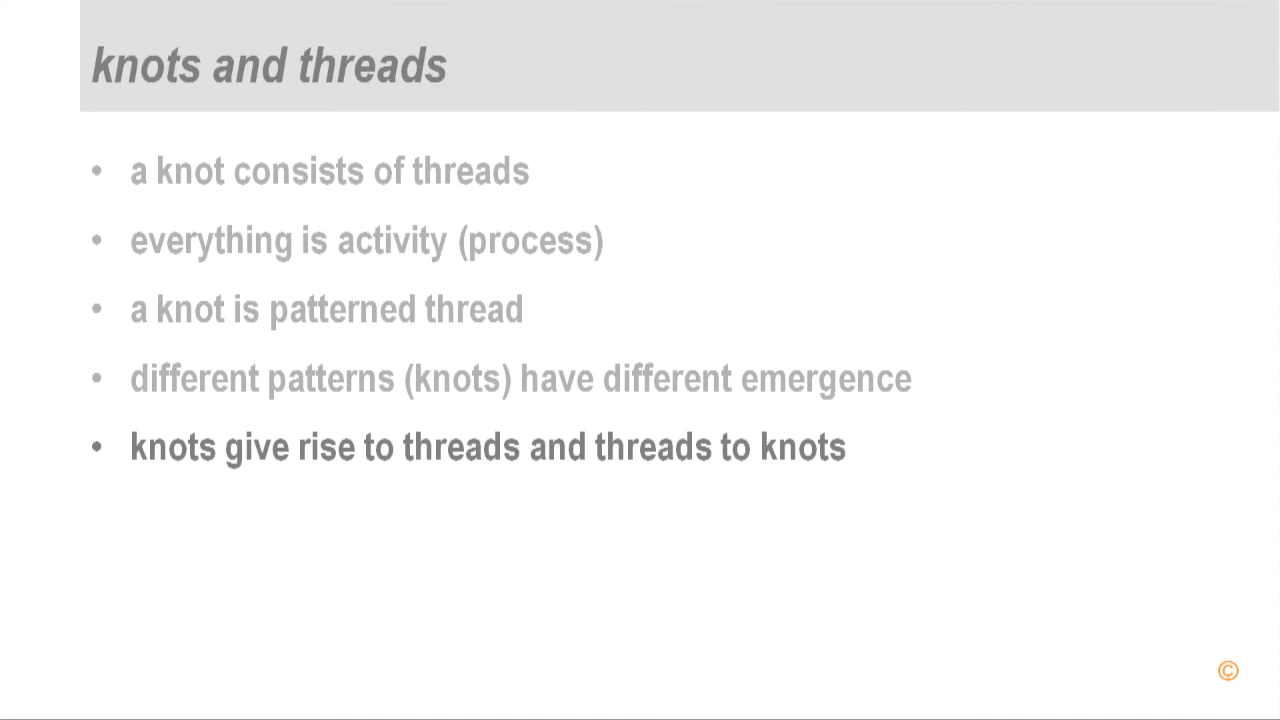 knots and threads
• a knot consists of threads
• everything is activity (process)
• a knot is patterned thread
• different patterns (knots) have different emergence
• knots give rise to threads and threads to knots
©